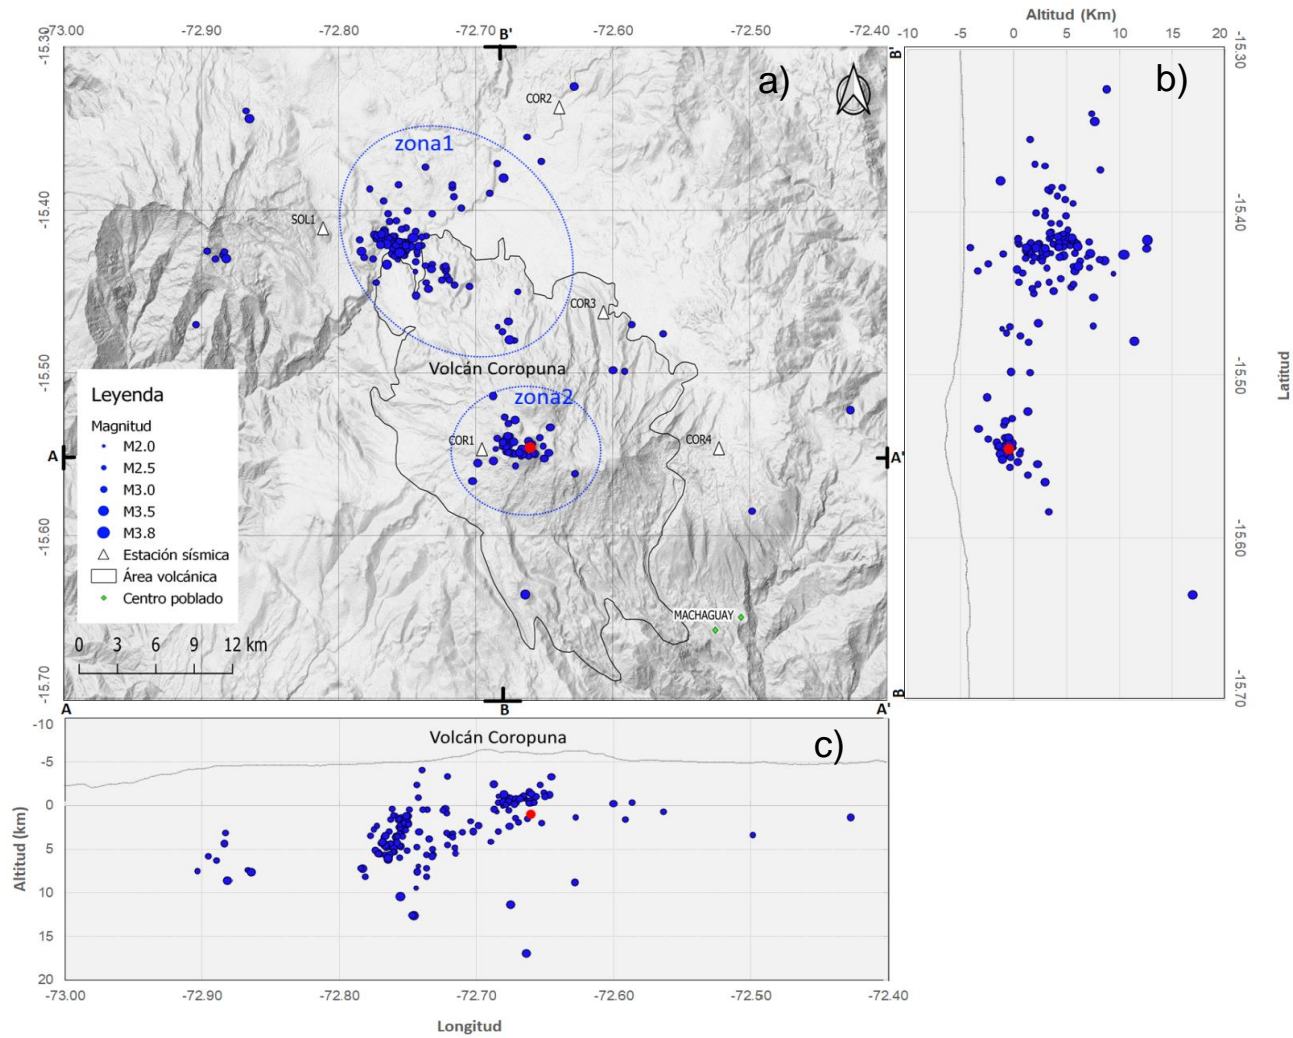 -73.00 -72.90 -72.80 -72.70 -72.60 -72.50 -72.40
B'
-15.30
-15.40
-15.50
-15.60
-15.70
a)
COR2
zona1
SOL1
COR3
Volcán Coropuna
zona2
COR1
COR4
A
A'
MACHAGUAY
Leyenda
Magnitud
M2.0
M2.5
M3.0
M3.5
M3.8
Estación sísmica
Área volcánica
Centro poblado
0 3 6 9 12 km
B
Altitud (Km)
-10 -5 0 5 10 15 20
B'
b)
-15.30
-15.40
-15.50
-15.60
-15.70
Latitud
B
A
A'
Volcán Coropuna
c)
-10
-5
0
5
10
15
20
Altitud (km)
-73.00 -72.90 -72.80 -72.70 -72.60 -72.50 -72.40
Longitud